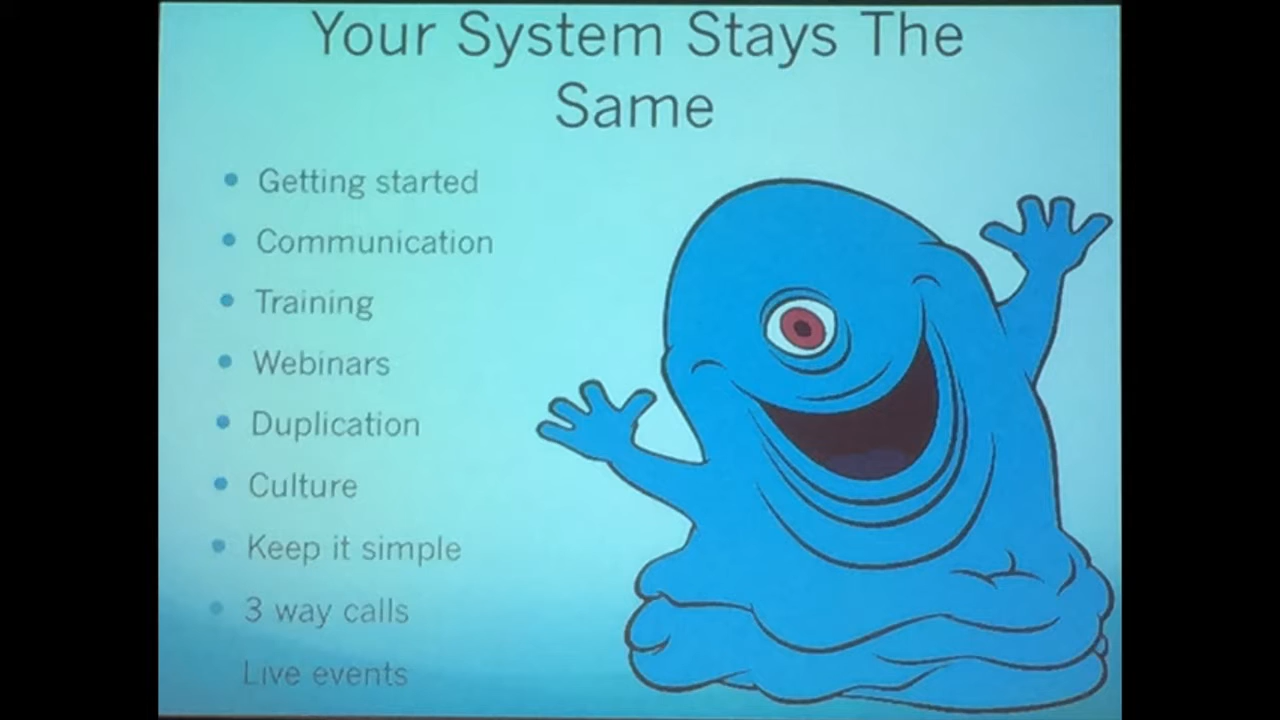 Your System Stays The
Same
• Getting started
• Communication
• Training
• Webinars
• Duplication
• Culture
• Keep it simple
• 3 way calls
Live events